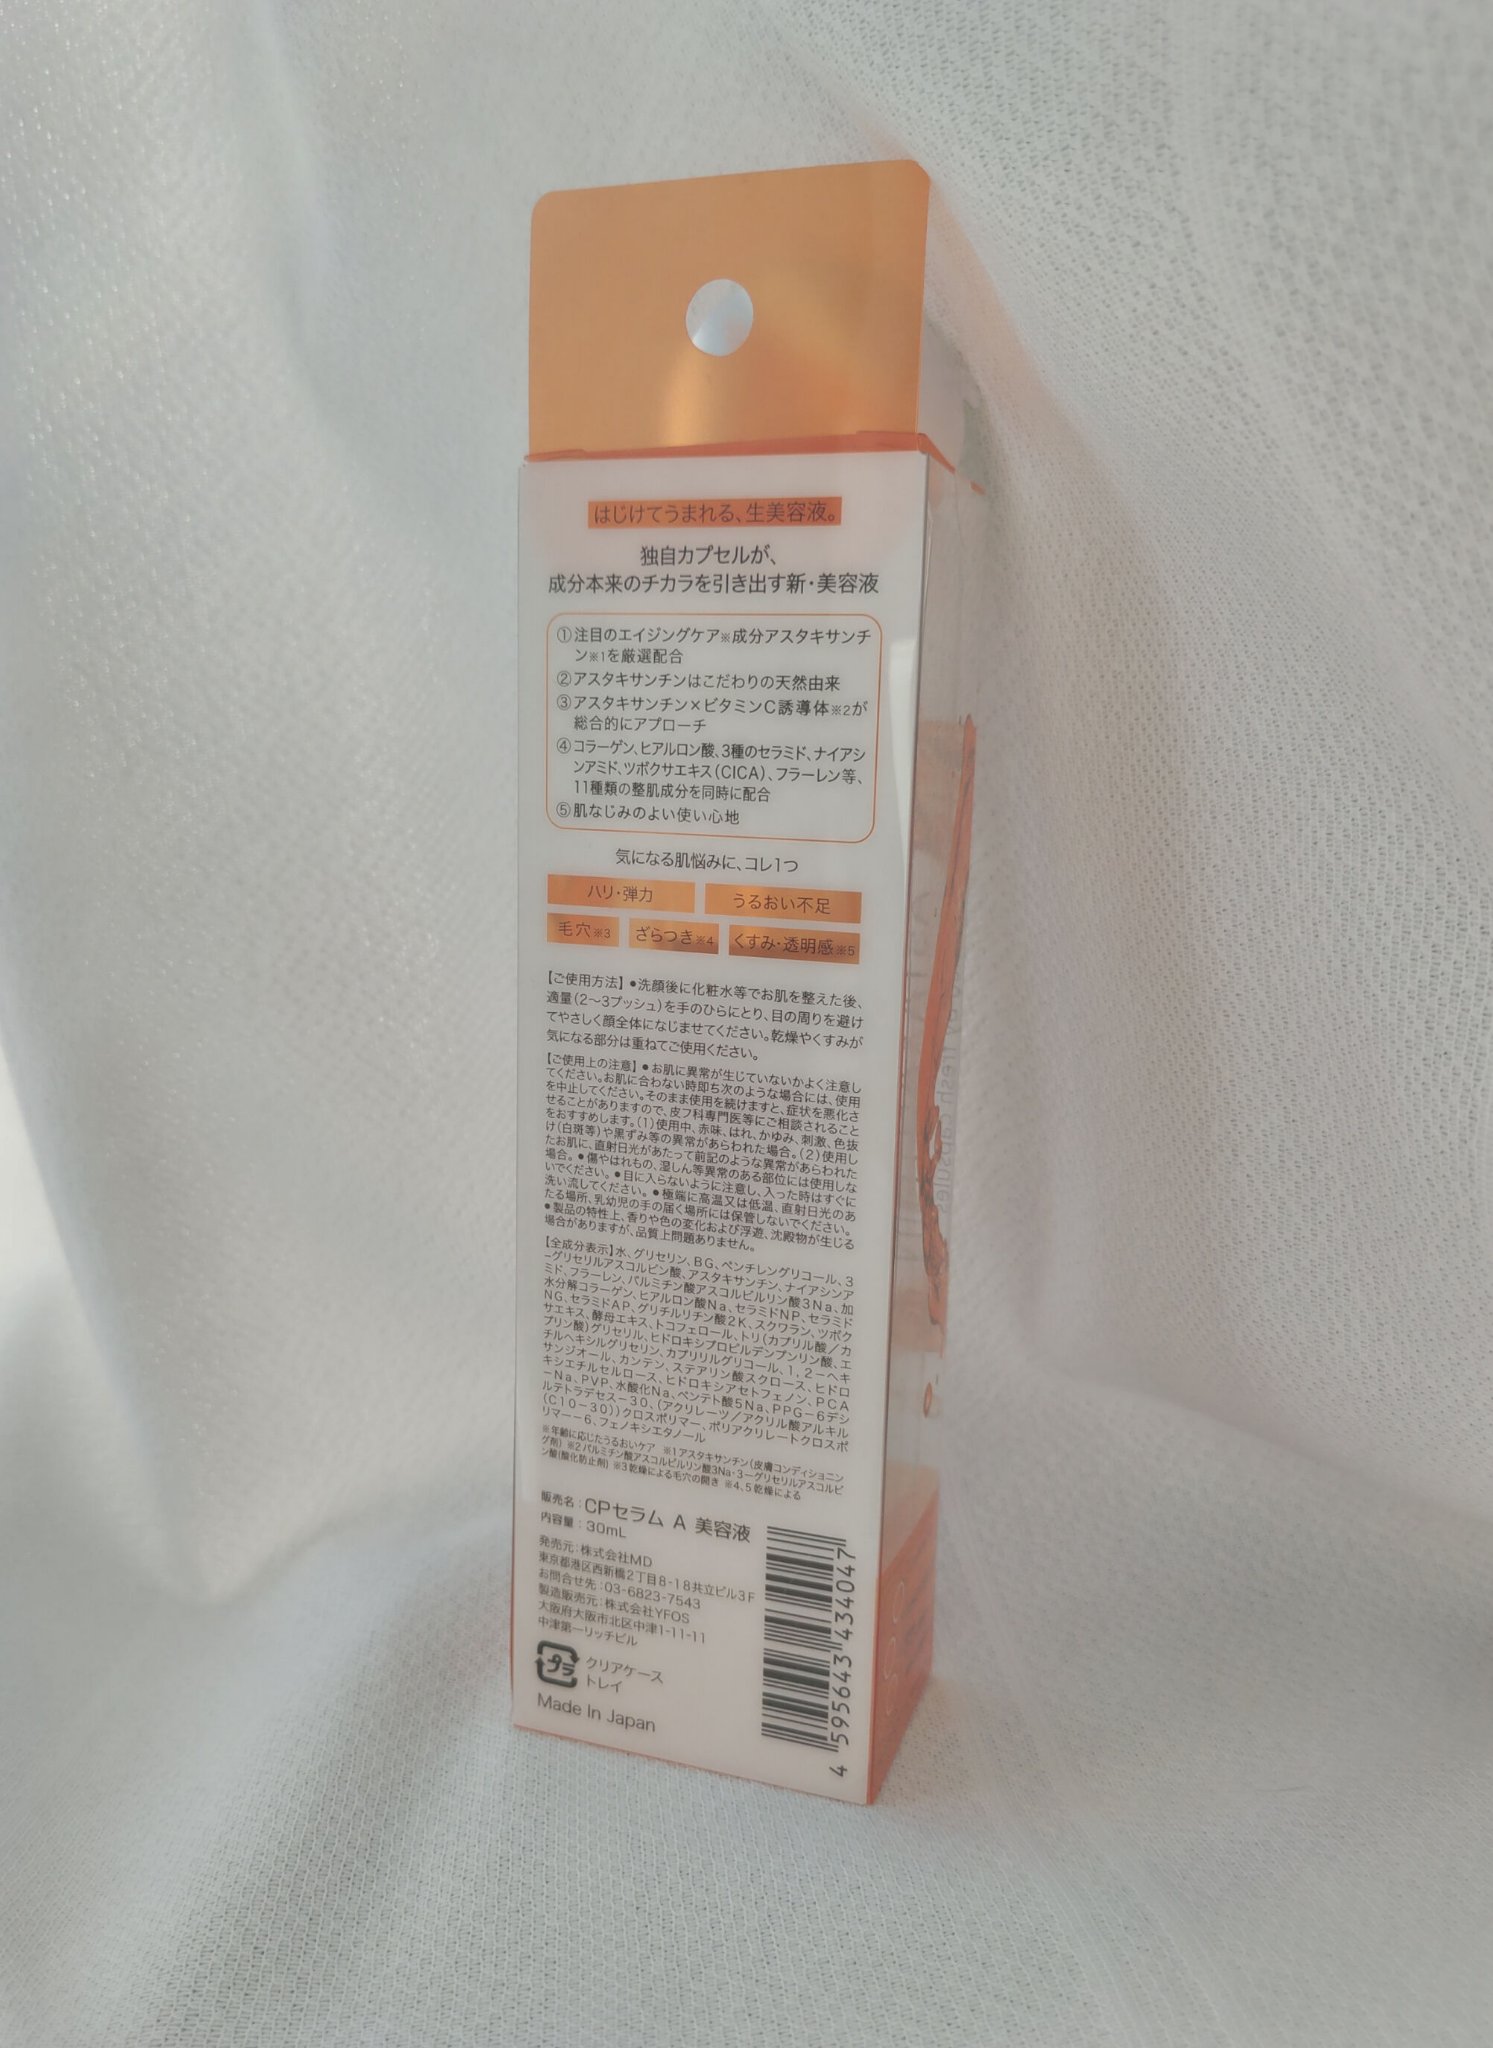 はじけてうまれる、生美容液。
独自カプセルが、
成分本来のチカラを引き出す新・美容液
①注目のエイジングケア※成分アスタキサンチ
ン※1を厳選配合
②アスタキサンチンはこだわりの天然由来
③アスタキサンチン×ビタミンC誘導体※2が
総合的にアプローチ
④コラーゲン、ヒアルロン酸、3種のセラミド、ナイアシ
ンアミド、ツボクサエキス(CICA)、フラーレン等、
11種類の整肌成分を同時に配合
⑤肌なじみのよい使い心地
気になる肌悩みに、コレ1つ
ハリ・弾力
うるおい不足
毛穴※3
ざらつき※4
くすみ・透明感※5
【ご使用方法】●洗顔後に化粧水等でお肌を整えた後、
適量(2〜3プッシュ)を手のひらにとり、目の周りを避け
てやさしく顔全体になじませてください。乾燥やくすみが
気になる部分は重ねてご使用ください。
【ご使用上の注意】●お肌に異常が生じていないかよく注意し
てください。お肌に合わない時即ち次のような場合には、使用
を中止してください。そのまま使用を続けますと、症状を悪化さ
せることがありますので、皮フ科専門医等にご相談されること
をおすすめします。(1)使用中、赤味、はれ、かゆみ、刺激、色抜
け(白斑等)や黒ずみ等の異常があらわれた場合。(2)使用し
たお肌に、直射日光があたって前記のような異常があらわれた
場合。●傷やはれもの、湿しん等異常のある部位には使用しな
いでください。●目に入らないように注意し、入った時はすぐに
洗い流してください。●極端に高温又は低温、直射日光のあ
たる場所、乳幼児の手の届く場所には保管しないでください。
●製品の特性上、香りや色の変化および浮遊、沈殿物が生じる
場合がありますが、品質上問題ありません。
【全成分表示】水、グリセリン、BG、ペンチレングリコール、3
ーグリセリルアスコルビン酸、アスタキサンチン、ナイアシンア
ミド、フラーレン、パルミチン酸アスコルビルリン酸3Na、加
水分解コラーゲン、ヒアルロン酸Na、セラミドNP、セラミド
NG、セラミドAP、グリチルリチン酸2K、スクワラン、ツボク
サエキス、酵母エキス、トコフェロール、トリ(カプリル酸/カ
プリン酸)グリセリル、ヒドロキシプロピルデンプンリン酸、エ
チルヘキシルグリセリン、カプリリルグリコール、1,2-ヘキ
サンジオール、カンテン、ステアリン酸スクロース、ヒドロ
キシエチルセルロース、ヒドロキシアセトフェノン、PCA
-Na、PVP、水酸化Na、ペンテト酸5Na、PPG-6デシ
ルテトラデセス-30、(アクリレーツ/アクリル酸アルキル
(C10-30))クロスポリマー、ポリアクリレートクロスポ
リマー-6、フェノキシエタノール
※年齢に応じたうるおいケア ※1アスタキサンチン(皮膚コンディショニン
グ剤) ※2パルミチン酸アスコルビルリン酸3Na・3-グリセリルアスコルビ
ン酸(酸化防止剤) ※3乾燥による毛穴の開き ※4、5乾燥による
販売名:CPセラム A 美容液
内容量:30mL
発売元:株式会社MD
東京都港区西新橋2丁目8-18共立ビル3F
お問合せ先:03-6823-7543
製造販売元:株式会社YFOS
大阪府大阪市北区中津1-11-11
中津第一リッチビル
プラ
クリアケース
トレイ
Made In Japan
4 595643 434047